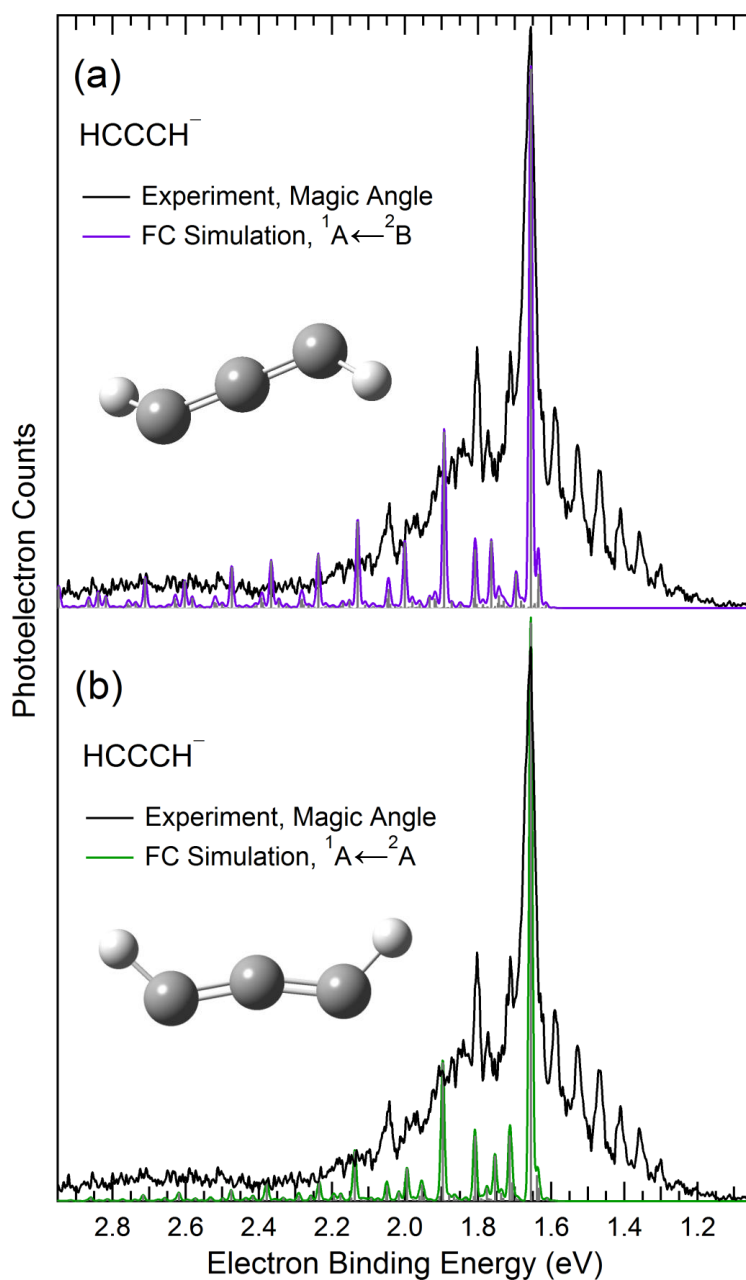 (a)
HCCCH⁻
Experiment, Magic Angle
FC Simulation, ¹A⟵²B
(b)
HCCCH⁻
Experiment, Magic Angle
FC Simulation, ¹A⟵²A
Photoelectron Counts
2.8 2.6 2.4 2.2 2.0 1.8 1.6 1.4 1.2
Electron Binding Energy (eV)